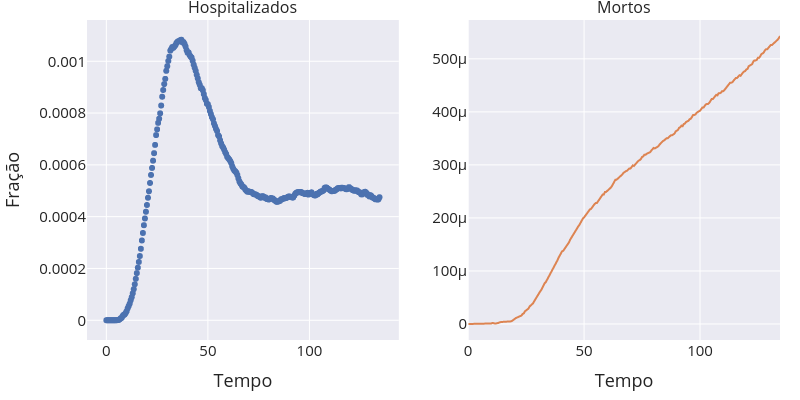 Hospitalizados
Mortos
Fração
0.001
0.0008
0.0006
0.0004
0.0002
0
0
50
100
Tempo
500μ
400μ
300μ
200μ
100μ
0
0
50
100
Tempo